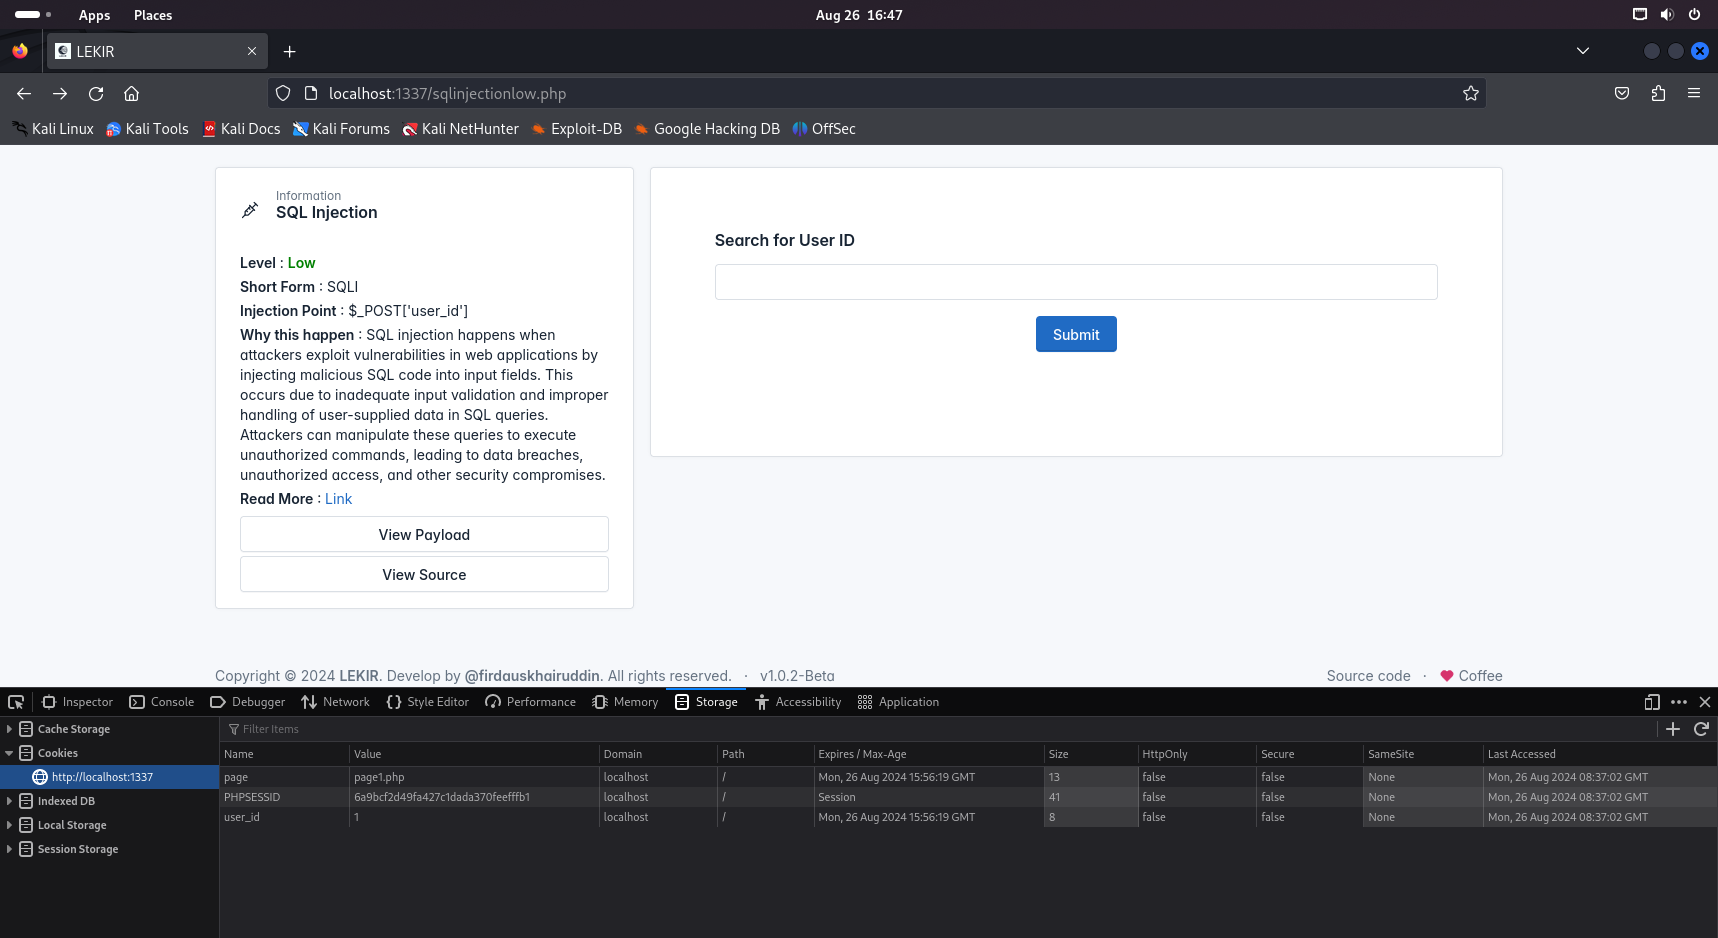 Apps Places Aug 26 16:47
LEKIR
localhost:1337/sqlinjectionlow.php
Kali Linux Kali Tools Kali Docs Kali Forums Kali NetHunter Exploit-DB Google Hacking DB OffSec
Information
SQL Injection
Level : Low
Short Form : SQLI
Injection Point : $_POST['user_id']
Why this happen : SQL injection happens when
attackers exploit vulnerabilities in web applications by
injecting malicious SQL code into input fields. This
occurs due to inadequate input validation and improper
handling of user-supplied data in SQL queries.
Attackers can manipulate these queries to execute
unauthorized commands, leading to data breaches,
unauthorized access, and other security compromises.
Read More : Link
View Payload
View Source
Search for User ID
Submit
Copyright © 2024 LEKIR. Develop by @firdauskhairuddin. All rights reserved. · v1.0.2-Beta
Source code · Coffee
Inspector Console Debugger Network Style Editor Performance Memory Storage Accessibility Application
Cache Storage
Cookies
http://localhost:1337
Indexed DB
Local Storage
Session Storage
Filter Items
Name Value Domain Path Expires / Max-Age Size HttpOnly Secure SameSite Last Accessed
page page1.php localhost / Mon, 26 Aug 2024 15:56:19 GMT 13 false false None Mon, 26 Aug 2024 08:37:02 GMT
PHPSESSID 6a9bcf2d49fa427c1dada370feefffb1 localhost / Session 41 false false None Mon, 26 Aug 2024 08:37:02 GMT
user_id 1 localhost / Mon, 26 Aug 2024 15:56:19 GMT 8 false false None Mon, 26 Aug 2024 08:37:02 GMT